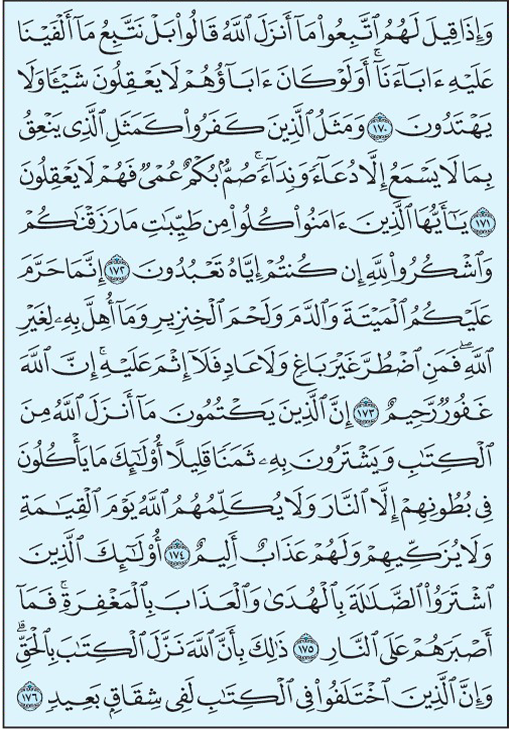 وَإِذَا قِيلَ لَهُمُ ٱتَّبِعُوا۟ مَآ أَنزَلَ ٱللَّهُ قَالُوا۟ بَلْ نَتَّبِعُ مَآ أَلْفَيْنَا
عَلَيْهِ ءَابَآءَنَآ ۗ أَوَلَوْ كَانَ ءَابَآؤُهُمْ لَا يَعْقِلُونَ شَيْـًٔا وَلَا
يَهْتَدُونَ ١٧٠ وَمَثَلُ ٱلَّذِينَ كَفَرُوا۟ كَمَثَلِ ٱلَّذِى يَنْعِقُ
بِمَا لَا يَسْمَعُ إِلَّا دُعَآءً وَنِدَآءً ۚ صُمٌّۢ بُكْمٌ عُمْىٌ فَهُمْ لَا يَعْقِلُونَ
١٧١ يَـٰٓأَيُّهَا ٱلَّذِينَ ءَامَنُوا۟ كُلُوا۟ مِن طَيِّبَـٰتِ مَا رَزَقْنَـٰكُمْ
وَٱشْكُرُوا۟ لِلَّهِ إِن كُنتُمْ إِيَّاهُ تَعْبُدُونَ ١٧٢ إِنَّمَا حَرَّمَ
عَلَيْكُمُ ٱلْمَيْتَةَ وَٱلدَّمَ وَلَحْمَ ٱلْخِنزِيرِ وَمَآ أُهِلَّ بِهِۦ لِغَيْرِ
ٱللَّهِ ۖ فَمَنِ ٱضْطُرَّ غَيْرَ بَاغٍ وَلَا عَادٍ فَلَآ إِثْمَ عَلَيْهِ ۚ إِنَّ ٱللَّهَ
غَفُورٌ رَّحِيمٌ ١٧٣ إِنَّ ٱلَّذِينَ يَكْتُمُونَ مَآ أَنزَلَ ٱللَّهُ مِنَ
ٱلْكِتَـٰبِ وَيَشْتَرُونَ بِهِۦ ثَمَنًا قَلِيلًا ۙ أُو۟لَـٰٓئِكَ مَا يَأْكُلُونَ
فِى بُطُونِهِمْ إِلَّا ٱلنَّارَ وَلَا يُكَلِّمُهُمُ ٱللَّهُ يَوْمَ ٱلْقِيَـٰمَةِ
وَلَا يُزَكِّيهِمْ وَلَهُمْ عَذَابٌ أَلِيمٌ ١٧٤ أُو۟لَـٰٓئِكَ ٱلَّذِينَ
ٱشْتَرَوُا۟ ٱلضَّلَـٰلَةَ بِٱلْهُدَىٰ وَٱلْعَذَابَ بِٱلْمَغْفِرَةِ ۚ فَمَآ
أَصْبَرَهُمْ عَلَى ٱلنَّارِ ١٧٥ ذَٰلِكَ بِأَنَّ ٱللَّهَ نَزَّلَ ٱلْكِتَـٰبَ بِٱلْحَقِّ ۗ
وَإِنَّ ٱلَّذِينَ ٱخْتَلَفُوا۟ فِى ٱلْكِتَـٰبِ لَفِى شِقَاقٍۭ بَعِيدٍ ١٧٦